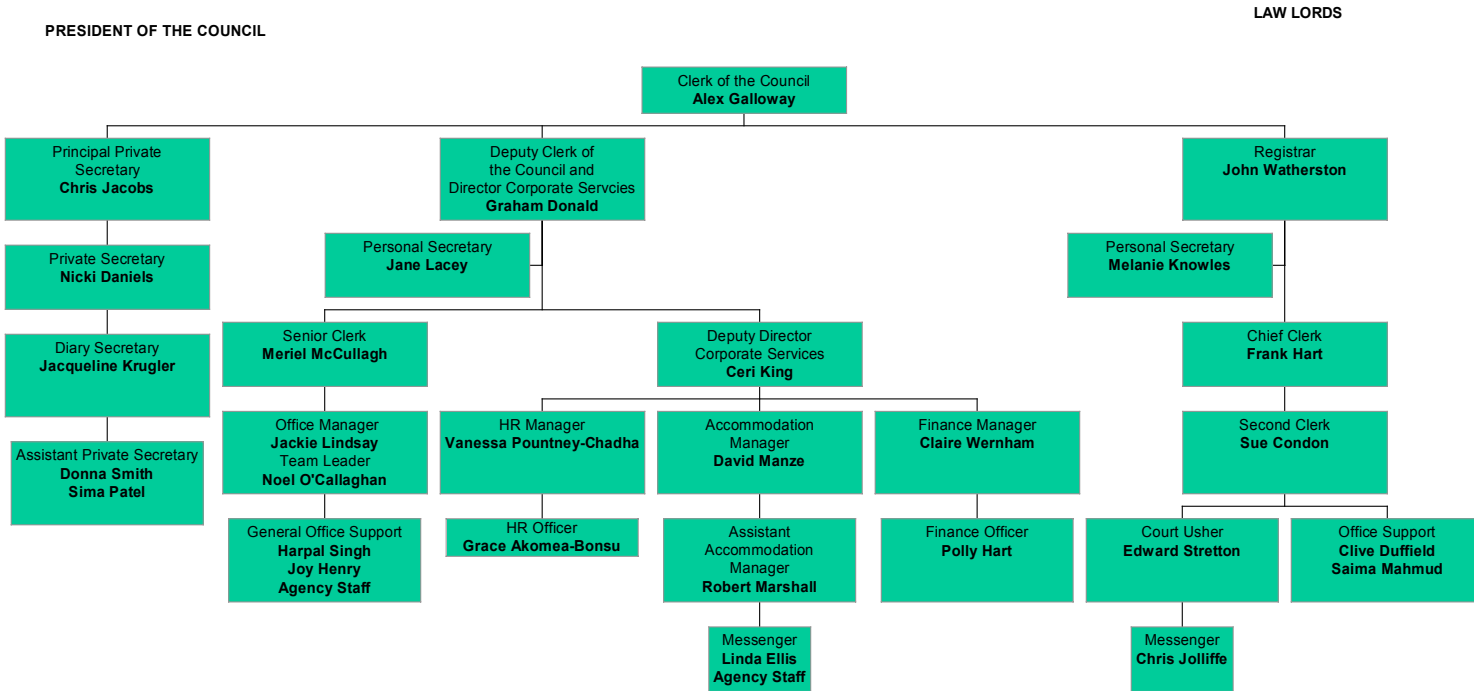 LAW LORDS
PRESIDENT OF THE COUNCIL
Clerk of the Council
Alex Galloway
Principal Private
Secretary
Chris Jacobs
Deputy Clerk of
the Council and
Director Corporate Servcies
Graham Donald
Registrar
John Watherston
Personal Secretary
Jane Lacey
Personal Secretary
Melanie Knowles
Private Secretary
Nicki Daniels
Senior Clerk
Meriel McCullagh
Deputy Director
Corporate Services
Ceri King
Chief Clerk
Frank Hart
Diary Secretary
Jacqueline Krugler
Office Manager
Jackie Lindsay
Team Leader
Noel O'Callaghan
HR Manager
Vanessa Pountney-Chadha
Accommodation
Manager
David Manze
Finance Manager
Claire Wernham
Second Clerk
Sue Condon
Assistant Private Secretary
Donna Smith
Sima Patel
General Office Support
Harpal Singh
Joy Henry
Agency Staff
HR Officer
Grace Akomea-Bonsu
Assistant
Accommodation
Manager
Robert Marshall
Finance Officer
Polly Hart
Court Usher
Edward Stretton
Office Support
Clive Duffield
Saima Mahmud
Messenger
Linda Ellis
Agency Staff
Messenger
Chris Jolliffe